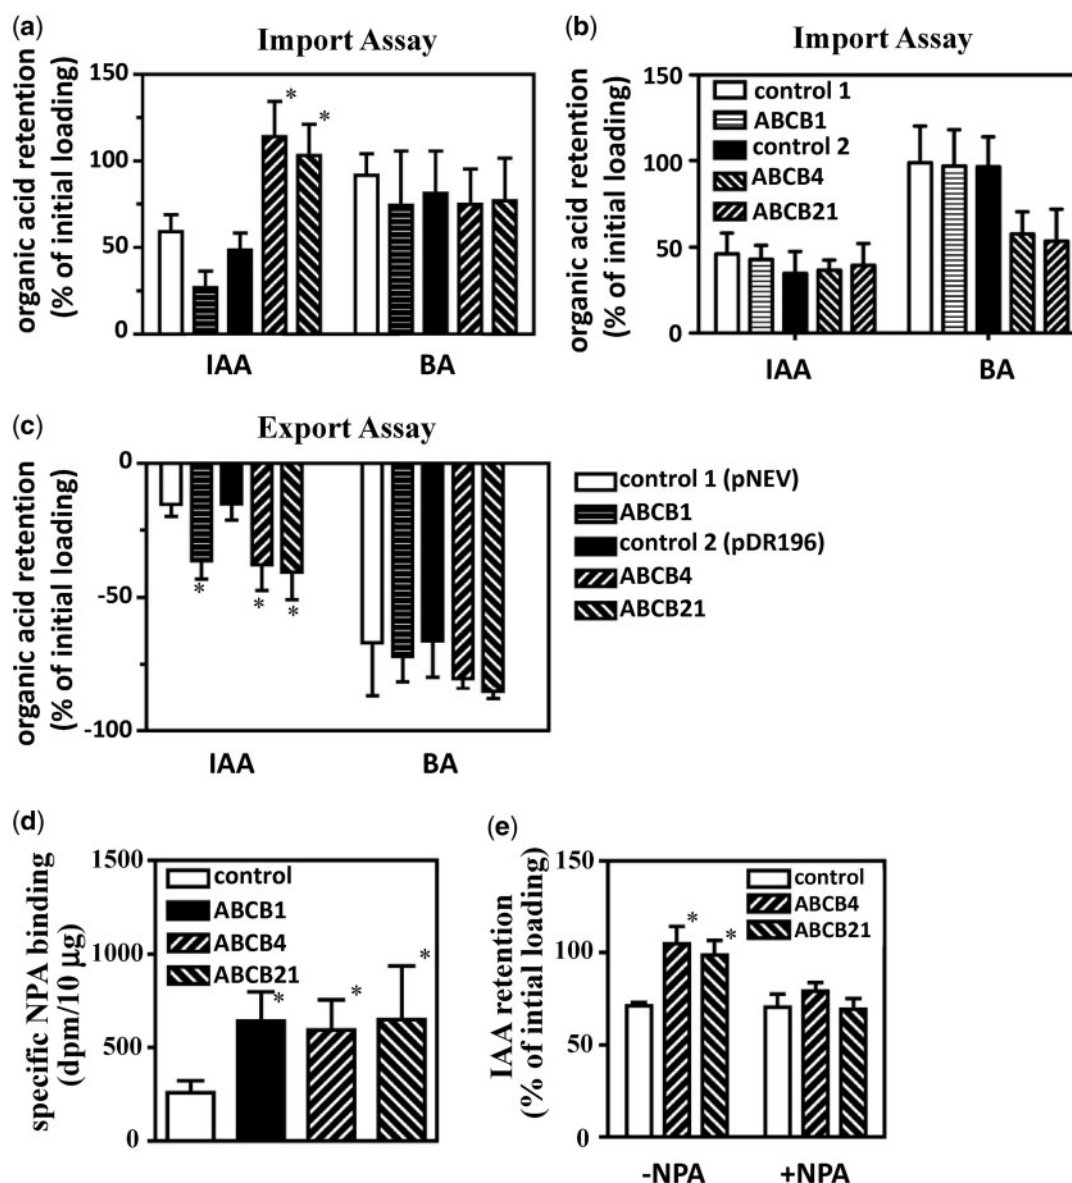 (a)
Import Assay
organic acid retention
(% of initial loading)
150
100
50
0
*
*
IAA
BA
(b)
Import Assay
organic acid retention
(% of initial loading)
150
100
50
0
control 1
ABCB1
control 2
ABCB4
ABCB21
IAA
BA
(c)
Export Assay
organic acid retention
(% of initial loading)
0
-50
-100
*
*
*
IAA
BA
control 1 (pNEV)
ABCB1
control 2 (pDR196)
ABCB4
ABCB21
(d)
specific NPA binding
(dpm/10 µg)
1500
1000
500
0
control
ABCB1
ABCB4
ABCB21
*
*
*
(e)
IAA retention
(% of intial loading)
150
100
50
0
control
ABCB4
ABCB21
*
*
-NPA
+NPA